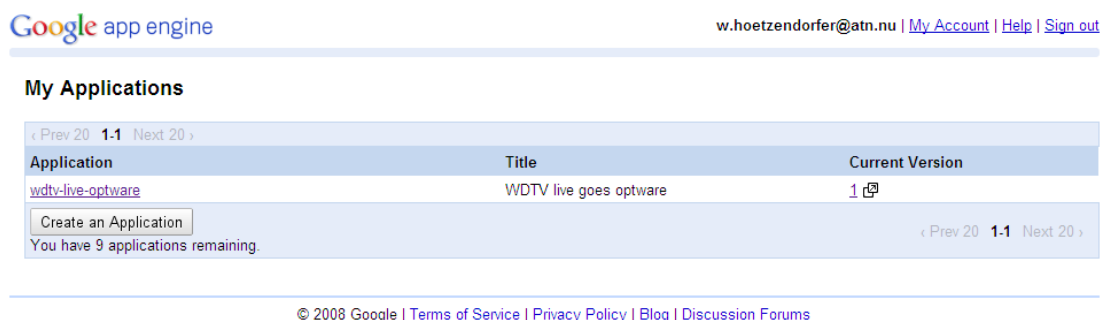 Google app engine
w.hoetzendorfer@atn.nu | My Account | Help | Sign out
My Applications
‹ Prev 20 1-1 Next 20 ›
Application Title Current Version
wdtv-live-optware WDTV live goes optware 1
Create an Application
You have 9 applications remaining.
‹ Prev 20 1-1 Next 20 ›
© 2008 Google | Terms of Service | Privacy Policy | Blog | Discussion Forums